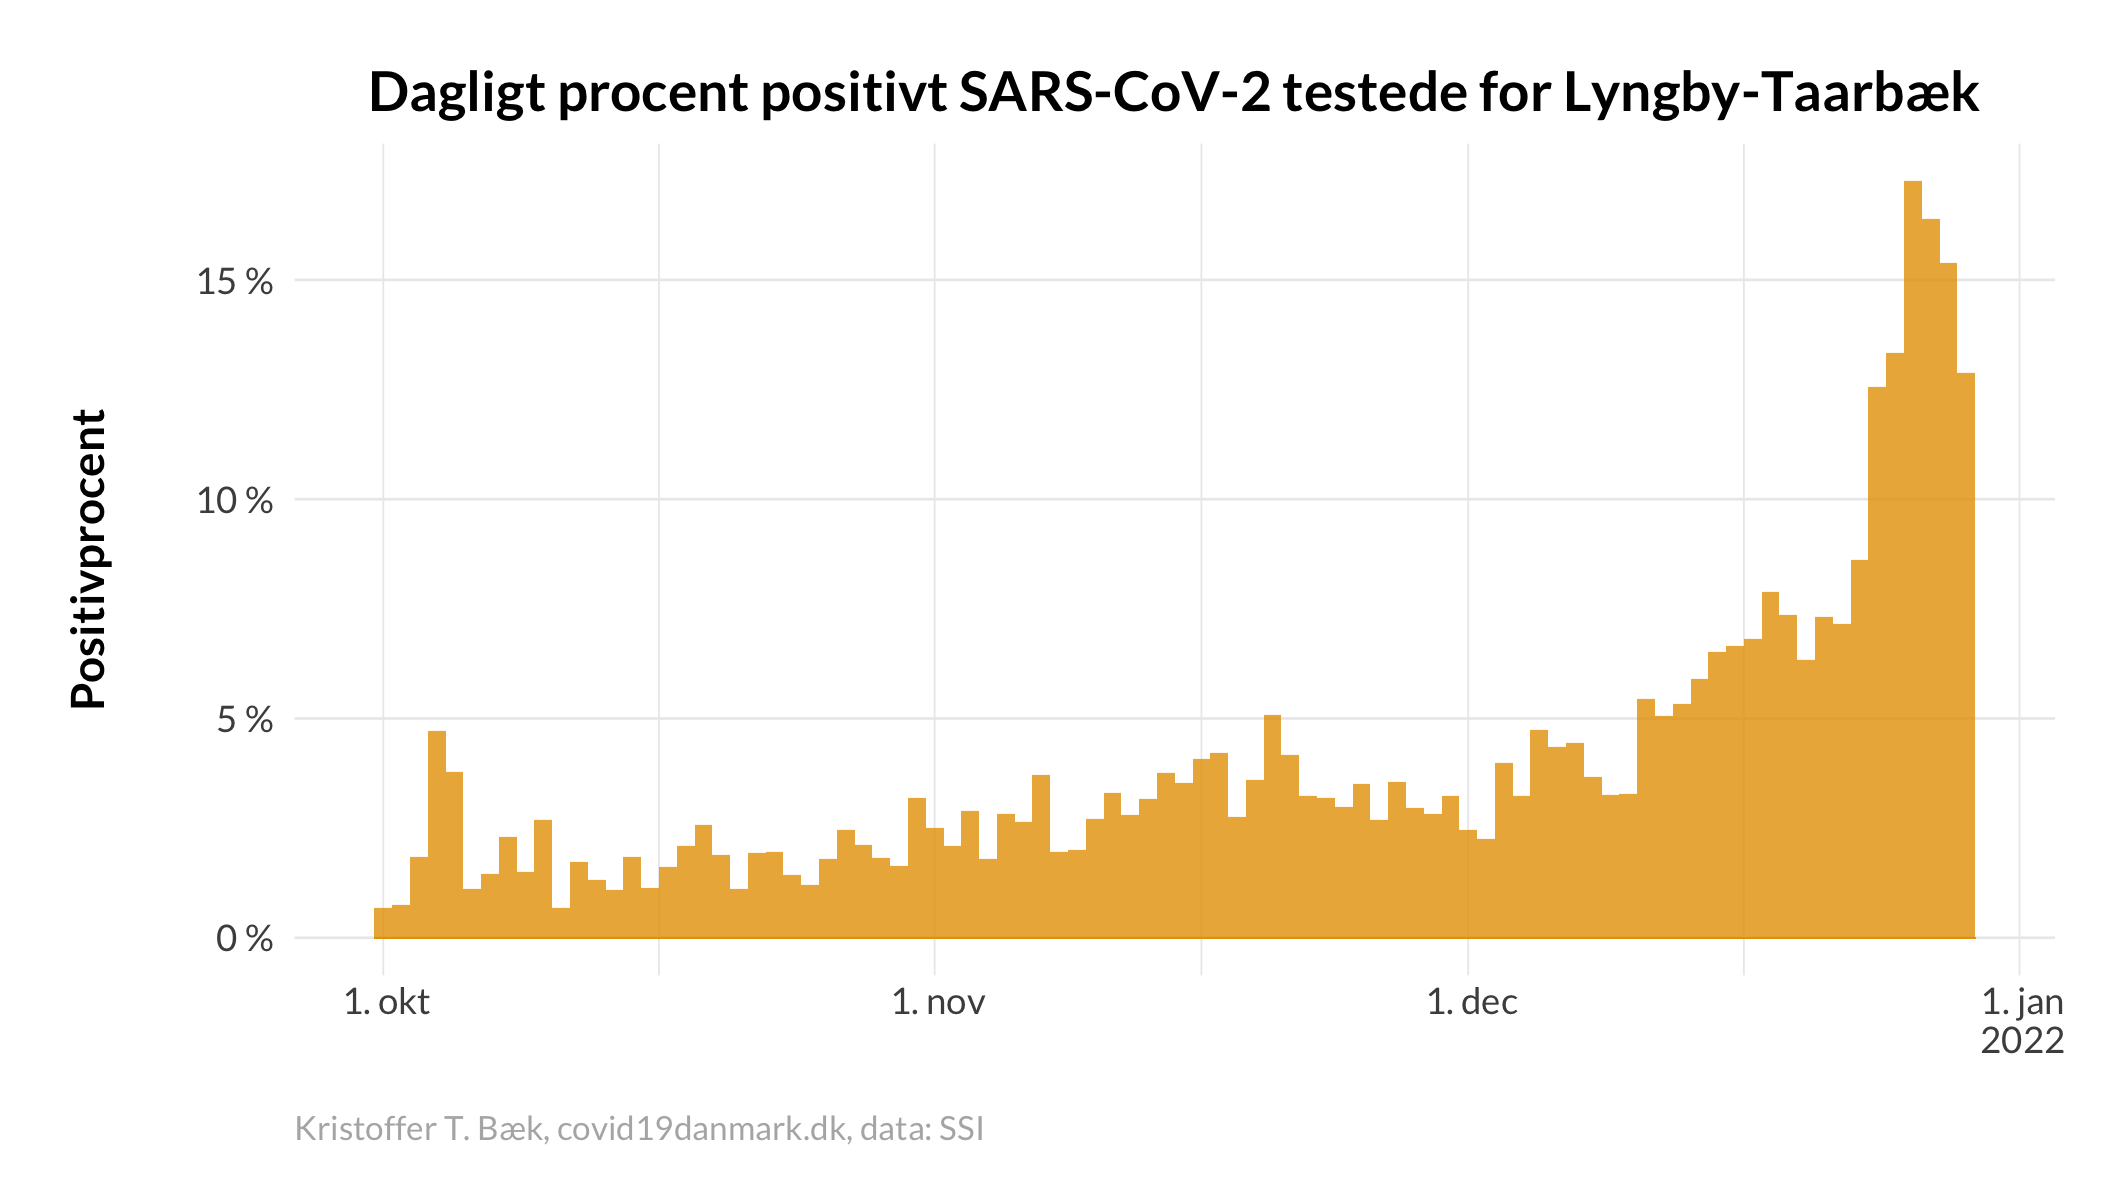 Dagligt procent positivt SARS-CoV-2 testede for Lyngby-Taarbæk
Positivprocent
15 %
10 %
5 %
0 %
1. okt
1. nov
1. dec
1. jan
2022
Kristoffer T. Bæk, covid19danmark.dk, data: SSI